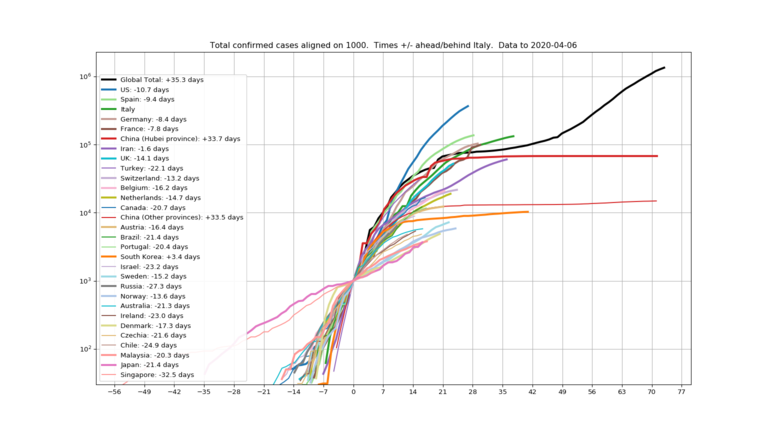 Total confirmed cases aligned on 1000. Times +/- ahead/behind Italy. Data to 2020-04-06
10⁶
10⁵
10⁴
10³
10²
Global Total: +35.3 days
US: -10.7 days
Spain: -9.4 days
Italy
Germany: -8.4 days
France: -7.8 days
China (Hubei province): +33.7 days
Iran: -1.6 days
UK: -14.1 days
Turkey: -22.1 days
Switzerland: -13.2 days
Belgium: -16.2 days
Netherlands: -14.7 days
Canada: -20.7 days
China (Other provinces): +33.5 days
Austria: -16.4 days
Brazil: -21.4 days
Portugal: -20.4 days
South Korea: +3.4 days
Israel: -23.2 days
Sweden: -15.2 days
Russia: -27.3 days
Norway: -13.6 days
Australia: -21.3 days
Ireland: -23.0 days
Denmark: -17.3 days
Czechia: -21.6 days
Chile: -24.9 days
Malaysia: -20.3 days
Japan: -21.4 days
Singapore: -32.5 days
−56 −49 −42 −35 −28 −21 −14 −7 0 7 14 21 28 35 42 49 56 63 70 77